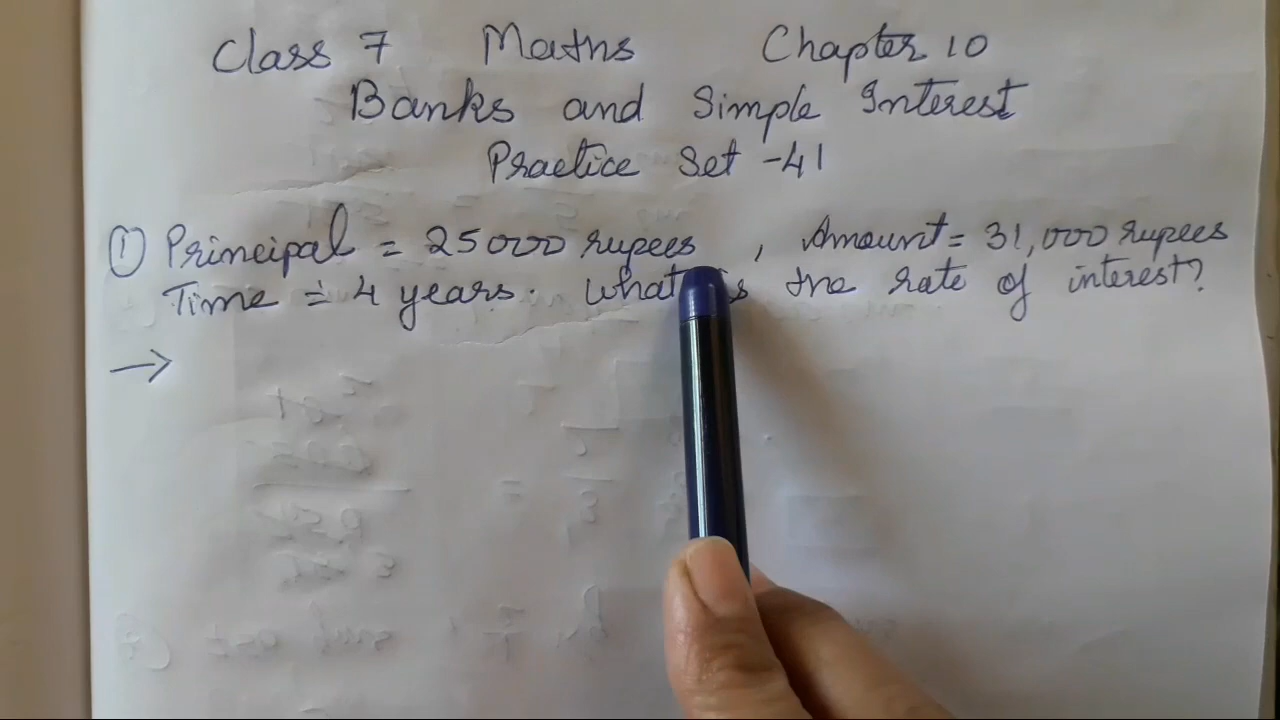 Class 7 Maths Chapter 10
Banks and Simple Interest
Practice Set - 41
① Principal = 25000 rupees , Amount = 31,000 rupees
Time = 4 years. What is the rate of interest?
→